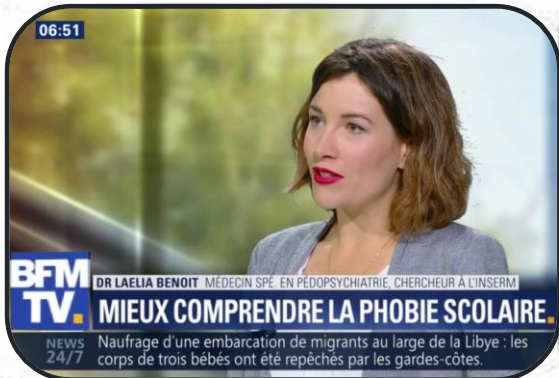 06:51
BFM
TV.
DR LAELIA BENOIT MÉDECIN SPÉ. EN PÉDOPSYCHIATRIE, CHERCHEUR À L'INSERM
MIEUX COMPRENDRE LA PHOBIE SCOLAIRE.
NEWS
24/7
Naufrage d'une embarcation de migrants au large de la Libye : les
corps de trois bébés ont été repêchés par les gardes-côtes.